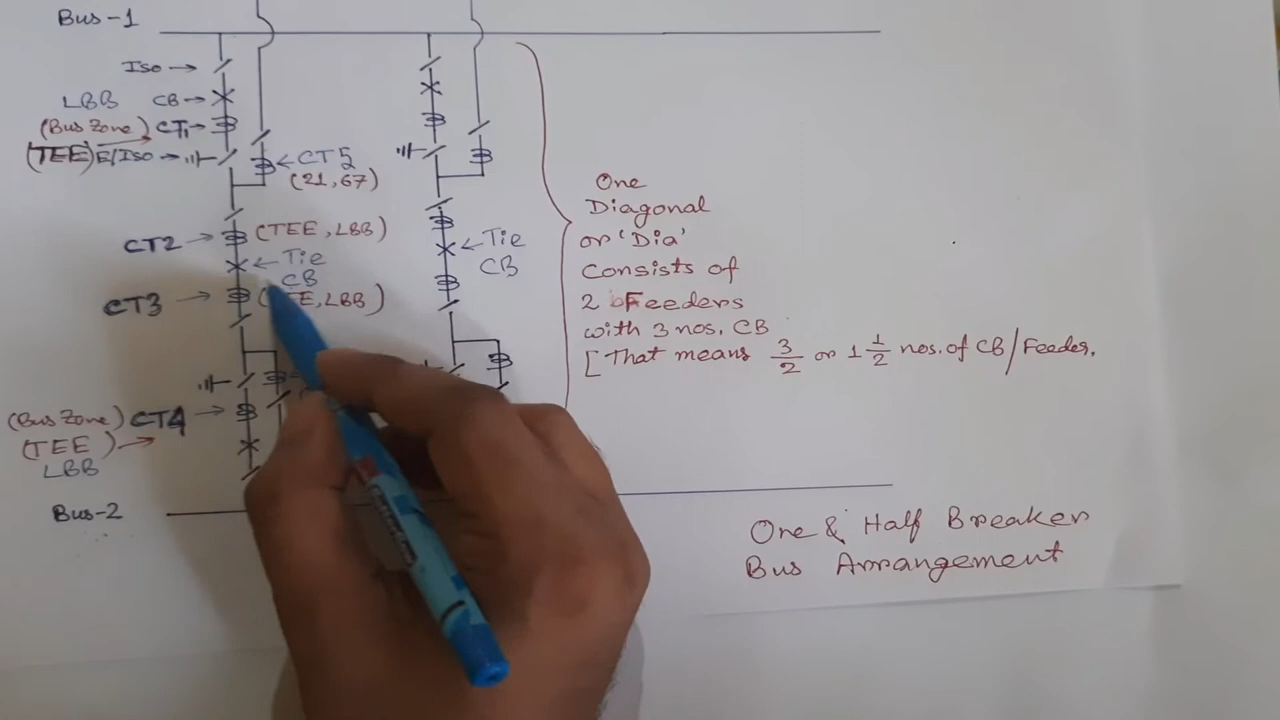 Bus-1
Iso
LBB CB
(Bus Zone) CT1
(TEE) E/Iso
CT5
(21, 67)
CT2 (TEE, LBB)
Tie
CB
CT3 (TEE, LBB)
(Bus Zone) CT4
(TEE)
LBB
Bus-2
Tie
CB
One
Diagonal
or 'Dia'
Consists of
2 Feeders
with 3 nos. CB
[That means 3/2 or 1 1/2 nos. of CB/Feeder.
One & Half Breaker
Bus Arrangement